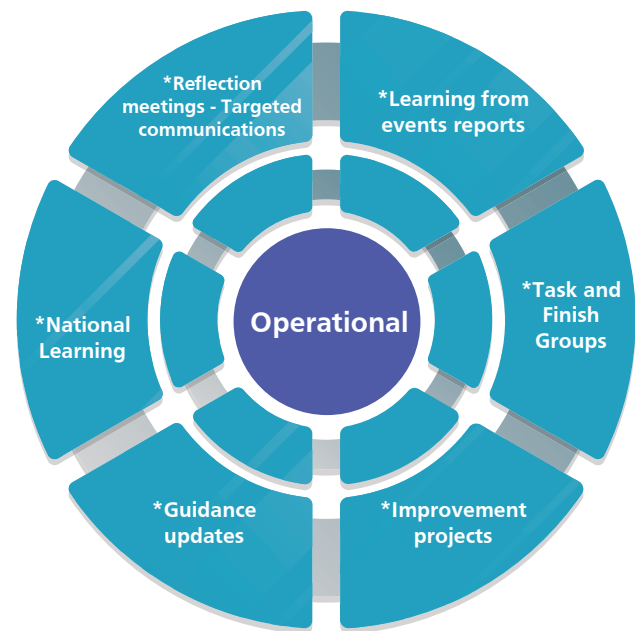 *Reflection
meetings - Targeted
communications
*Learning from
events reports
*Task and
Finish
Groups
*Improvement
projects
*Guidance
updates
*National
Learning
Operational